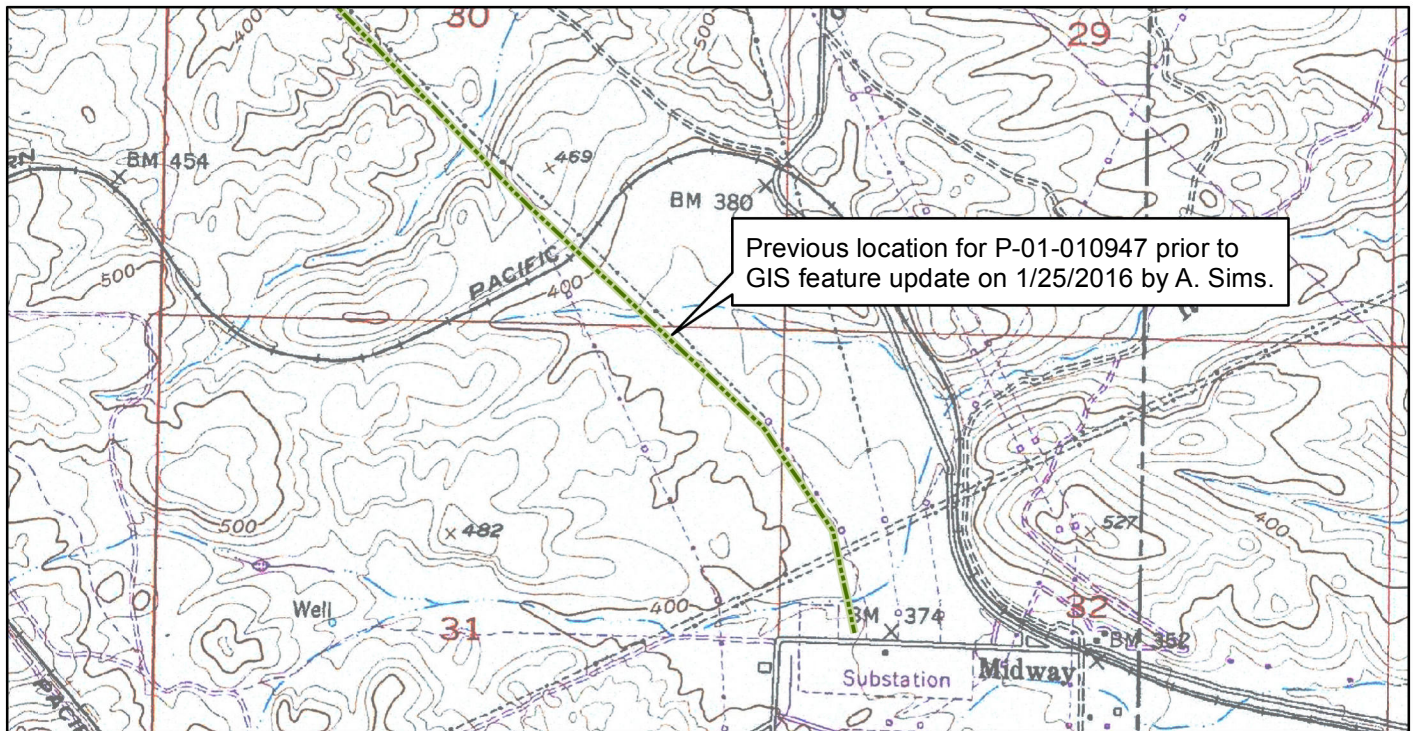 30
29
400
500
BM 454
469
BM 380
Previous location for P-01-010947 prior to
GIS feature update on 1/25/2016 by A. Sims.
PACIFIC
500
400
500
482
527
400
Well
400
31
BM 374
32
BM 352
Substation
Midway